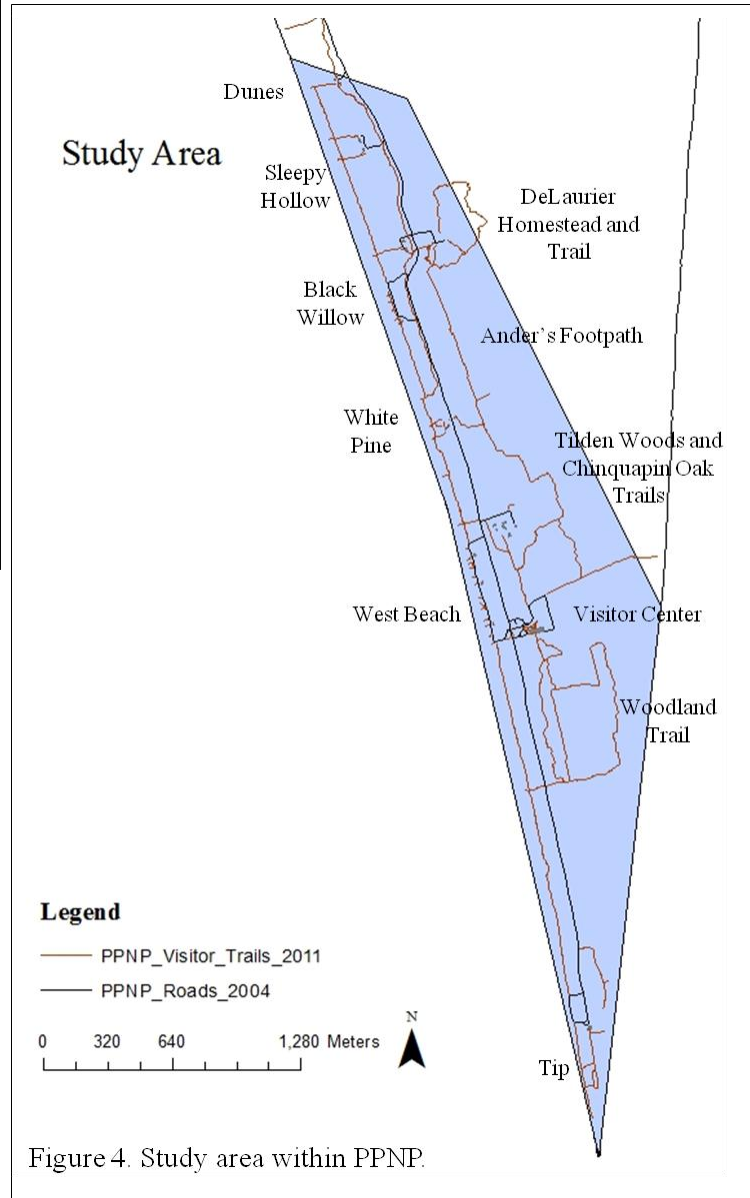 Dunes
Study Area
Sleepy
Hollow
DeLaurier
Homestead and
Trail
Black
Willow
Ander's Footpath
White
Pine
Tilden Woods and
Chinquapin Oak
Trails
West Beach
Visitor Center
Woodland
Trail
Legend
PPNP_Visitor_Trails_2011
PPNP_Roads_2004
0 320 640 1,280 Meters
N
Tip
Figure 4. Study area within PPNP.